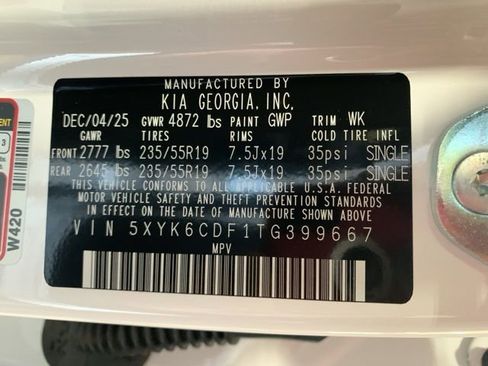 MANUFACTURED BY
KIA GEORGIA, INC.
DEC/04/25 GVWR 4872 lbs PAINT GWP TRIM WK
GAWR TIRES RIMS COLD TIRE INFL
FRONT 2777 lbs 235/55R19 7.5Jx19 35psi SINGLE
REAR 2645 lbs 235/55R19 7.5Jx19 35psi SINGLE
THIS VEHICLE CONFORMS TO ALL APPLICABLE U.S.A. FEDERAL
MOTOR VEHICLE SAFETY AND THEFT PREVENTION STANDARDS
IN EFFECT ON THE DATE OF MANUFACTURE SHOWN ABOVE
VIN 5XYK6CDF1TG399667
MPV
3
W420